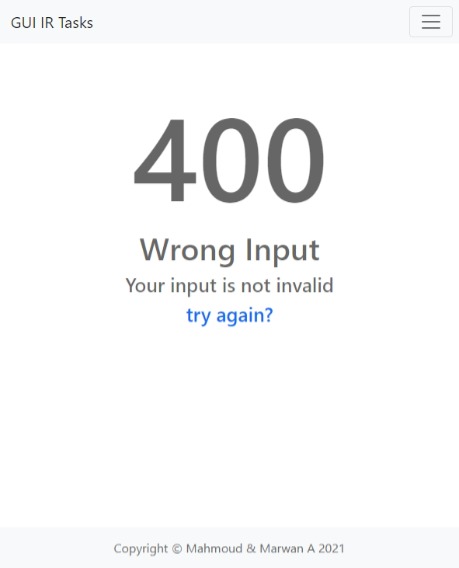 GUI IR Tasks
400
Wrong Input
Your input is not invalid
try again?
Copyright © Mahmoud & Marwan A 2021